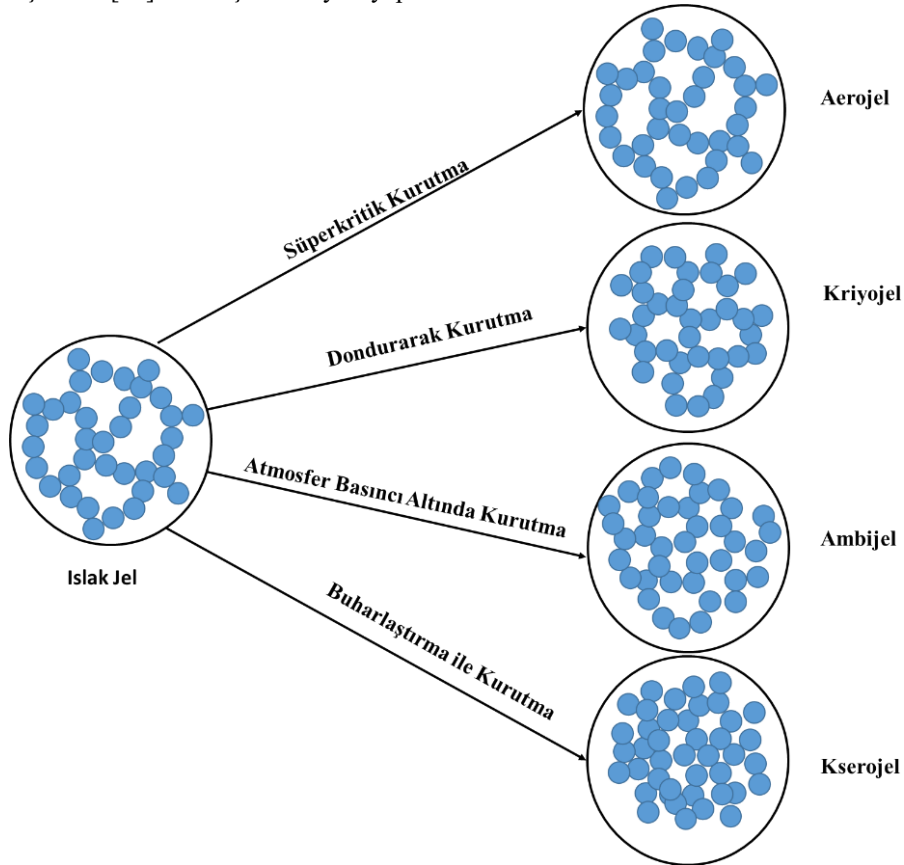 Süperkritik Kurutma
Aerojel
Dondurarak Kurutma
Kriyojel
Islak Jel
Atmosfer Basıncı Altında Kurutma
Ambijel
Buharlaştırma ile Kurutma
Kserojel